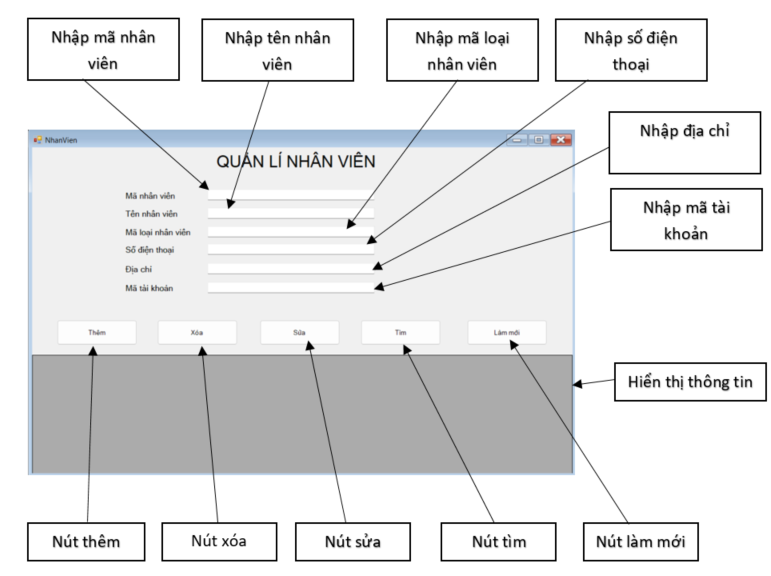 Nhập mã nhân
viên
Nhập tên nhân
viên
Nhập mã loại
nhân viên
Nhập số điện
thoại
Nhập địa chỉ
Nhập mã tài
khoản
NhanVien
QUẢN LÍ NHÂN VIÊN
Mã nhân viên
Tên nhân viên
Mã loại nhân viên
Số điện thoại
Địa chỉ
Mã tài khoản
Thêm
Xóa
Sửa
Tìm
Làm mới
Hiển thị thông tin
Nút thêm
Nút xóa
Nút sửa
Nút tìm
Nút làm mới